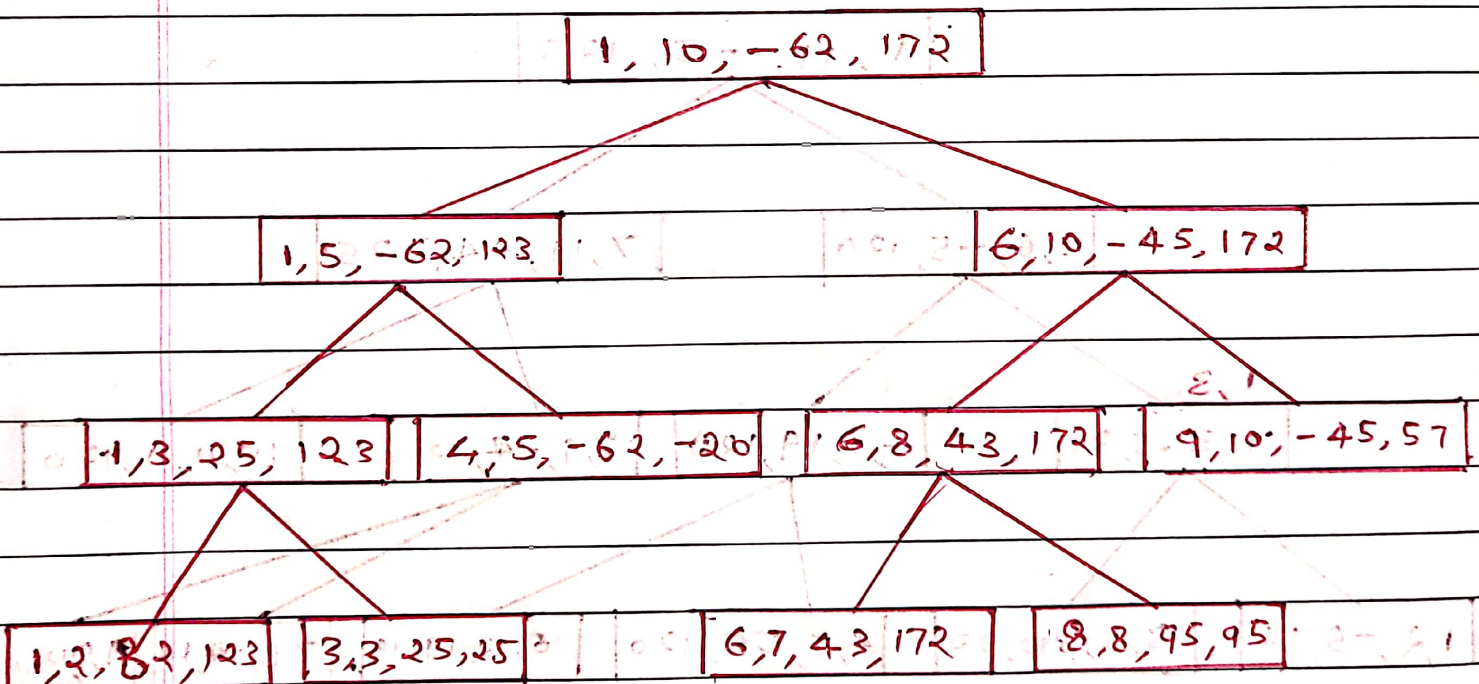 1, 10, -62, 172
1, 5, -62, 123 6, 10, -45, 172
1, 3, 25, 123 4, 5, -62, -20 6, 8, 43, 172 9, 10, -45, 57
1, 2, 82, 123 3, 3, 25, 25 6, 7, 43, 172 8, 8, 95, 95